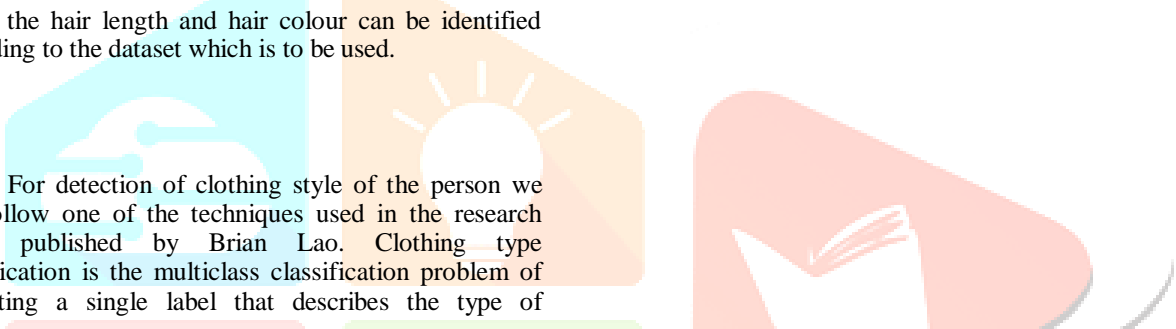 the hair length and hair colour can be identified
ding to the dataset which is to be used.
For detection of clothing style of the person we
ollow one of the techniques used in the research
published by Brian Lao. Clothing type
ication is the multiclass classification problem of
ting a single label that describes the type of